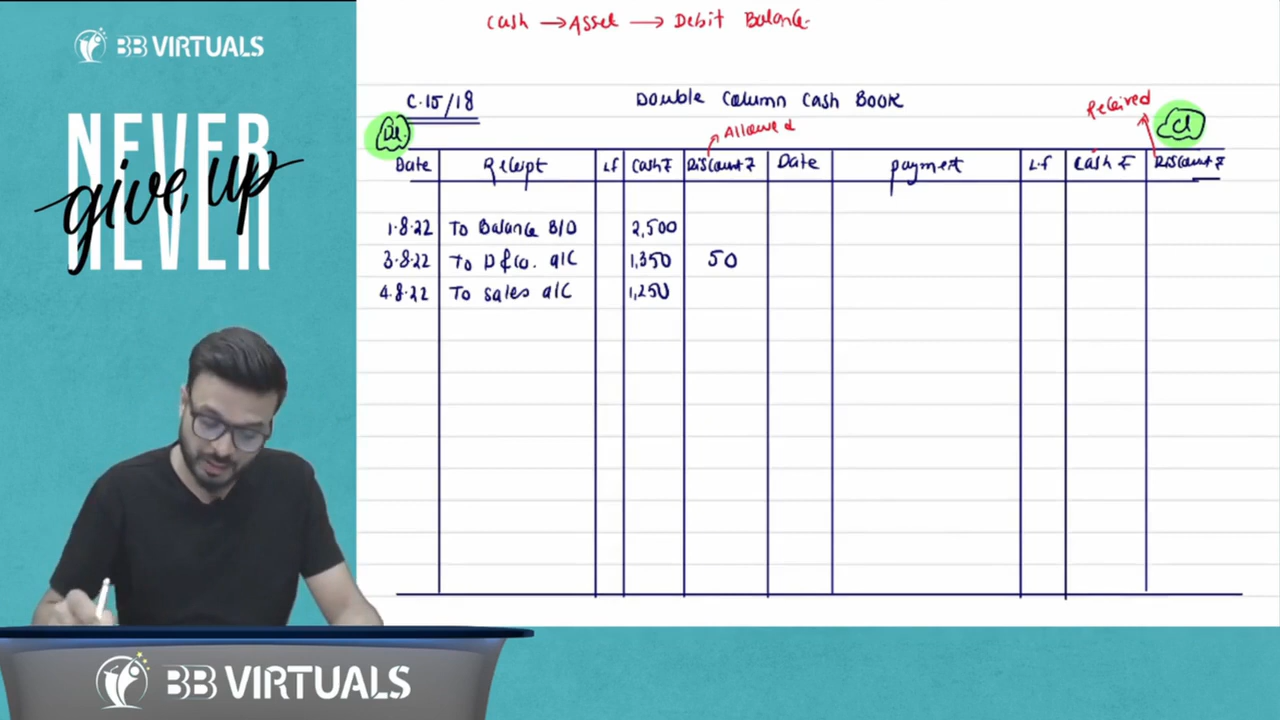 BB VIRTUALS
NEVER
give up
NEVER
Cash → Asset → Debit Balance.
C.15/18
Double Column Cash Book
Received
Dr.
Allowed
Cr
Date Receipt Lf Cash ₹ Discount ₹ Date payment L.f Cash ₹ Discount ₹
1.8.22 To Balance B/D 2,500
3.8.22 To D & Co. a/c 1,350 50
4.8.22 To Sales a/c 1,250
BB VIRTUALS